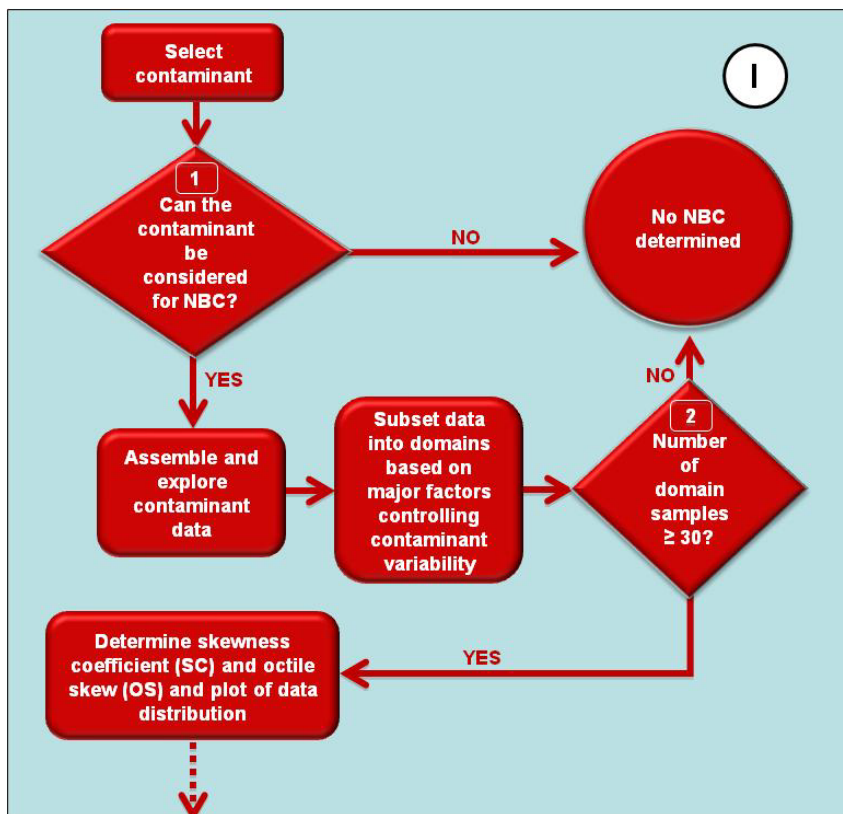 Select
contaminant
I
1
Can the
contaminant
be
considered
for NBC?
NO
No NBC
determined
YES
Assemble and
explore
contaminant
data
Subset data
into domains
based on
major factors
controlling
contaminant
variability
NO
2
Number
of
domain
samples
≥ 30?
YES
Determine skewness
coefficient (SC) and octile
skew (OS) and plot of data
distribution